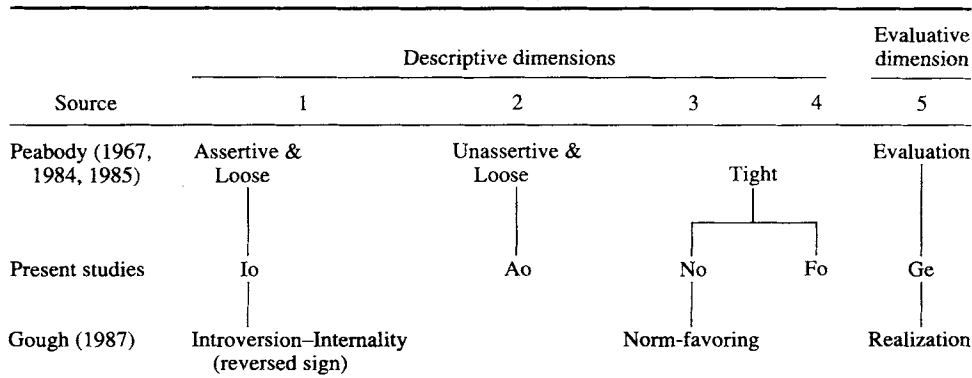 Evaluative
Descriptive dimensions dimension
Source 1 2 3 4 5
Peabody (1967, Assertive & Unassertive & Evaluation
1984, 1985) Loose Loose Tight
Present studies Io Ao No Fo Ge
Gough (1987) Introversion–Internality Norm-favoring Realization
(reversed sign)